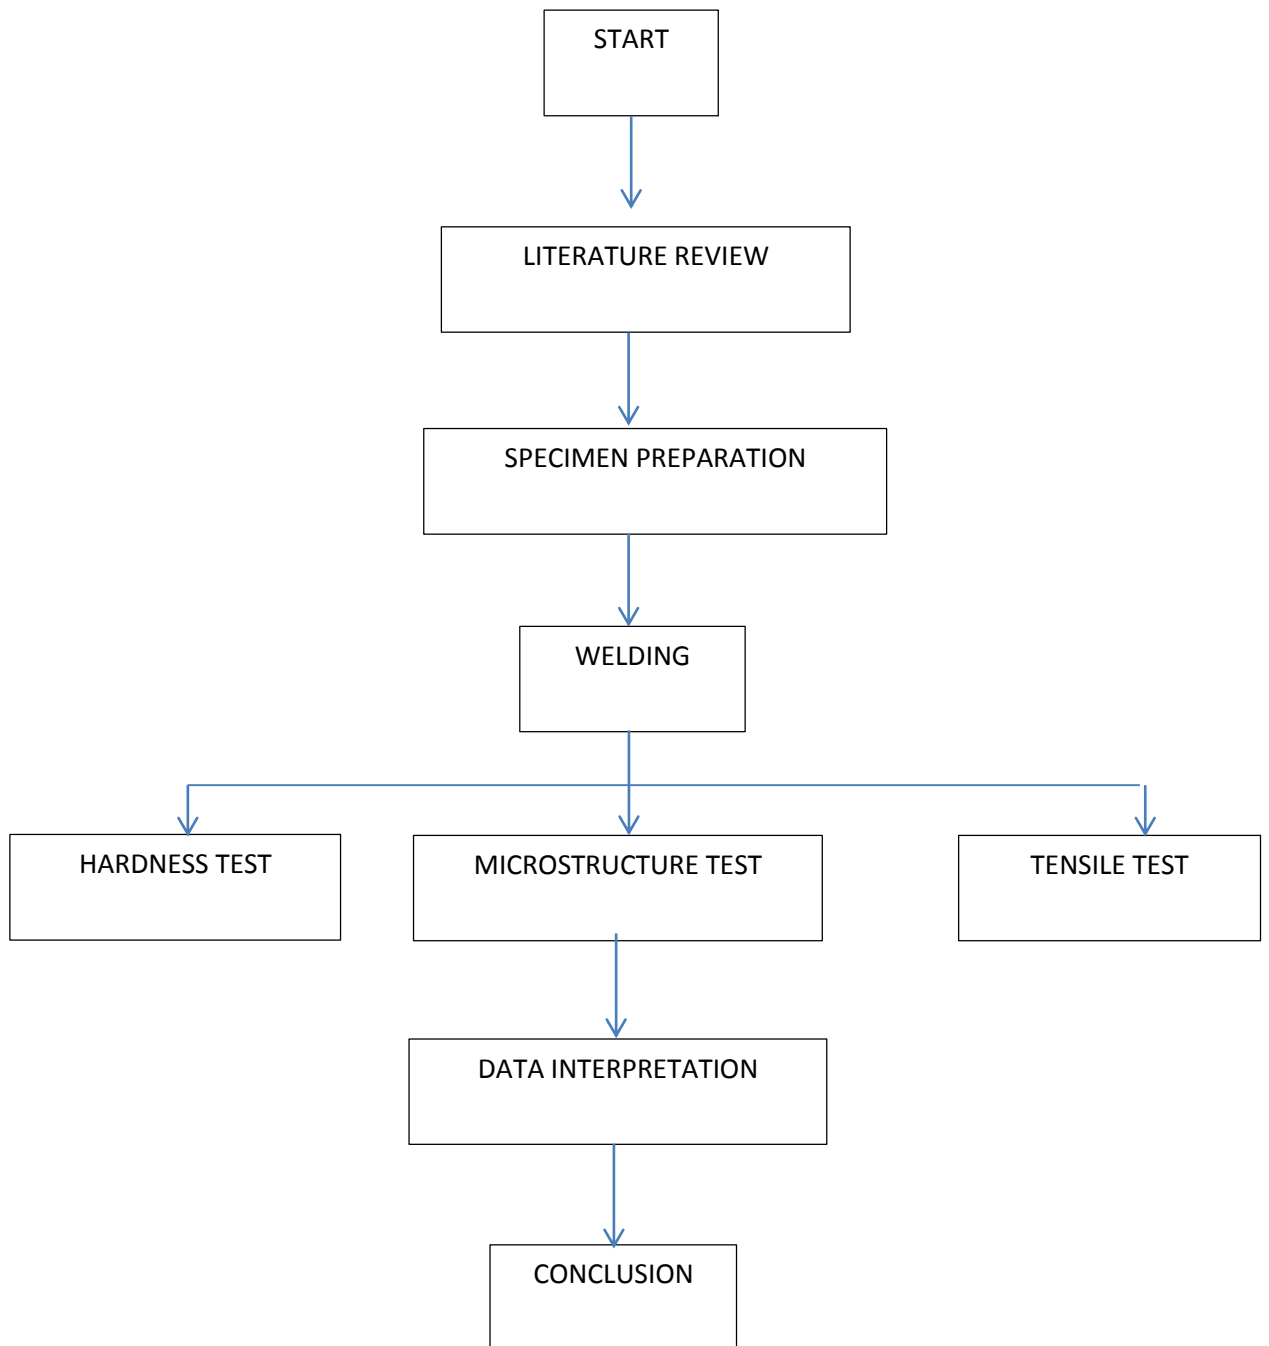 START
LITERATURE REVIEW
SPECIMEN PREPARATION
WELDING
HARDNESS TEST
MICROSTRUCTURE TEST
TENSILE TEST
DATA INTERPRETATION
CONCLUSION